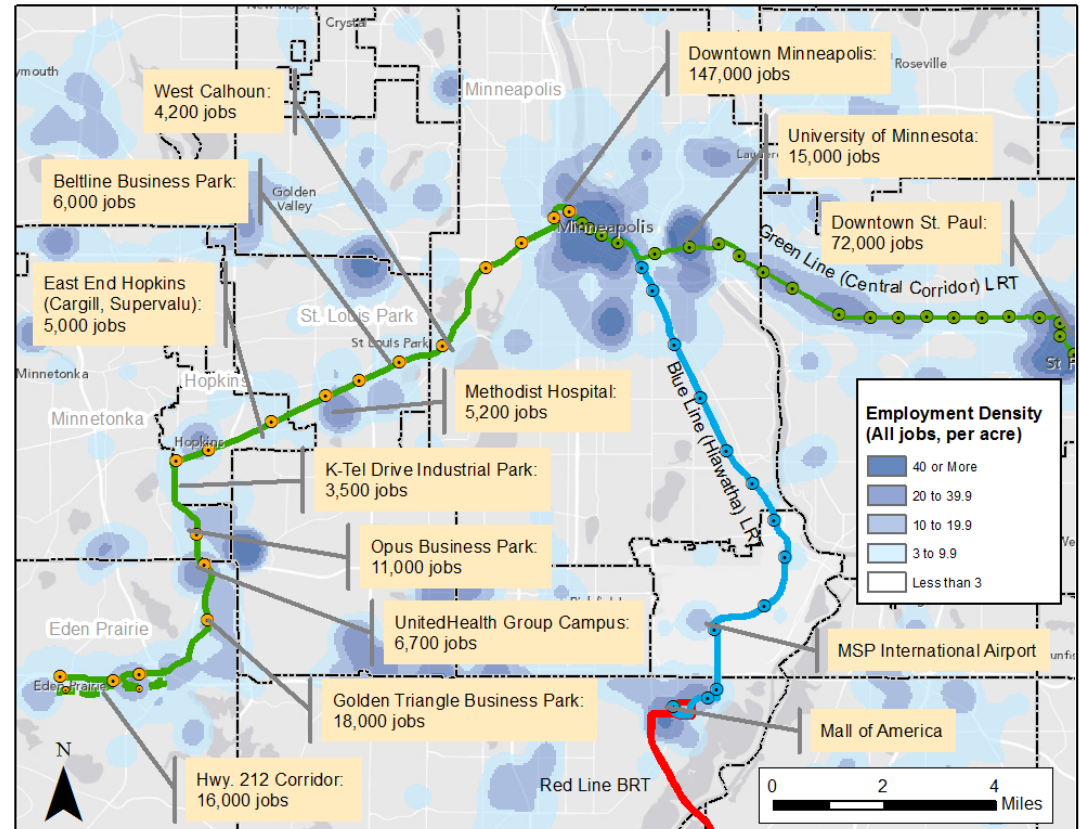 Crystal
ymouth
Roseville
Minneapolis
Downtown Minneapolis:
147,000 jobs
West Calhoun:
4,200 jobs
University of Minnesota:
15,000 jobs
Beltline Business Park:
6,000 jobs
Golden
Valley
Minneapolis
Downtown St. Paul:
72,000 jobs
Green Line (Central Corridor) LRT
East End Hopkins
(Cargill, Supervalu):
5,000 jobs
St. Louis Park
St Louis Park
Minnetonka
Hopkins
Minnetonka
Hopkins
Methodist Hospital:
5,200 jobs
Blue Line (Hiawatha) LRT
K-Tel Drive Industrial Park:
3,500 jobs
Opus Business Park:
11,000 jobs
UnitedHealth Group Campus:
6,700 jobs
Eden Prairie
Eden Prairie
Golden Triangle Business Park:
18,000 jobs
Hwy. 212 Corridor:
16,000 jobs
MSP International Airport
Mall of America
Red Line BRT
Employment Density
(All jobs, per acre)
40 or More
20 to 39.9
10 to 19.9
3 to 9.9
Less than 3
N
0 2 4
Miles